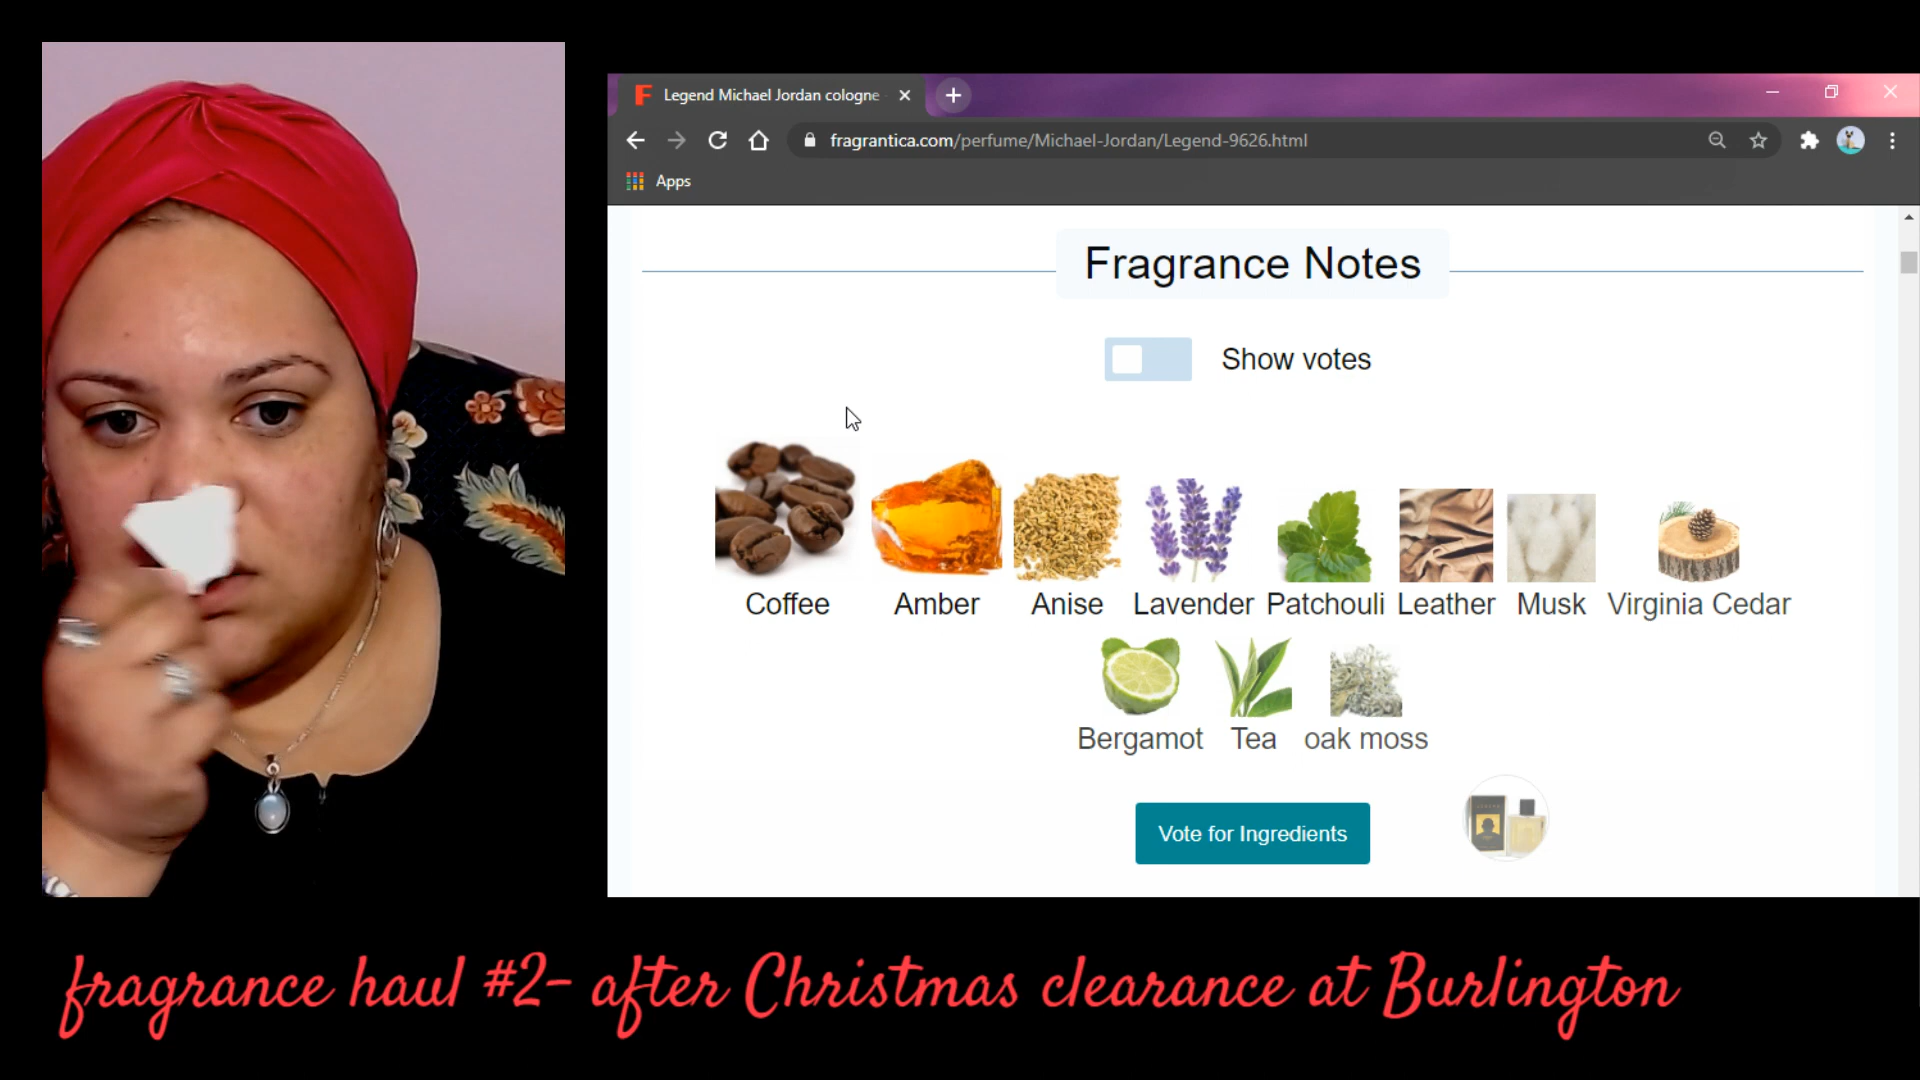 Legend Michael Jordan cologne
fragrantica.com/perfume/Michael-Jordan/Legend-9626.html
Apps
Fragrance Notes
Show votes
Coffee Amber Anise Lavender Patchouli Leather Musk Virginia Cedar
Bergamot Tea oak moss
Vote for Ingredients
fragrance haul #2- after Christmas clearance at Burlington